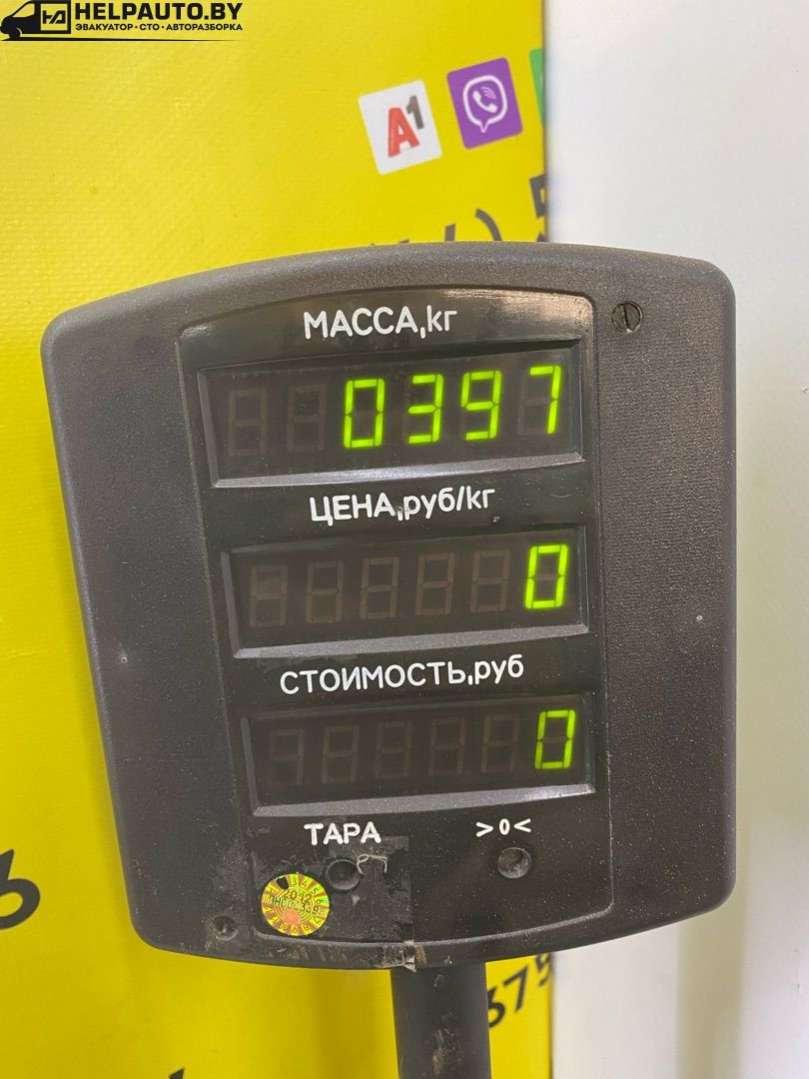 HELPAUTO.BY
ЭВАКУАТОР • СТО • АВТОРАЗБОРКА
A1
МАССА,кг
0397
ЦЕНА,руб/кг
0
СТОИМОСТЬ,руб
0
ТАРА >0<